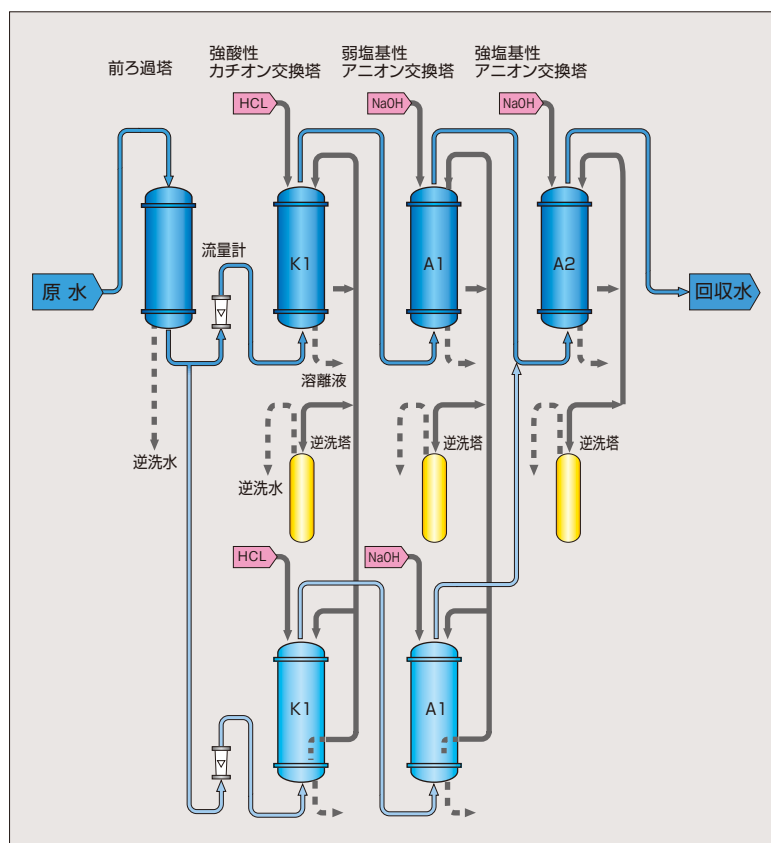 前ろ過塔
強酸性
カチオン交換塔
弱塩基性
アニオン交換塔
強塩基性
アニオン交換塔
HCL
NaOH
NaOH
流量計
K1
A1
A2
原水
回収水
溶離液
逆洗水
逆洗塔
逆洗水
逆洗塔
逆洗塔
HCL
NaOH
K1
A1